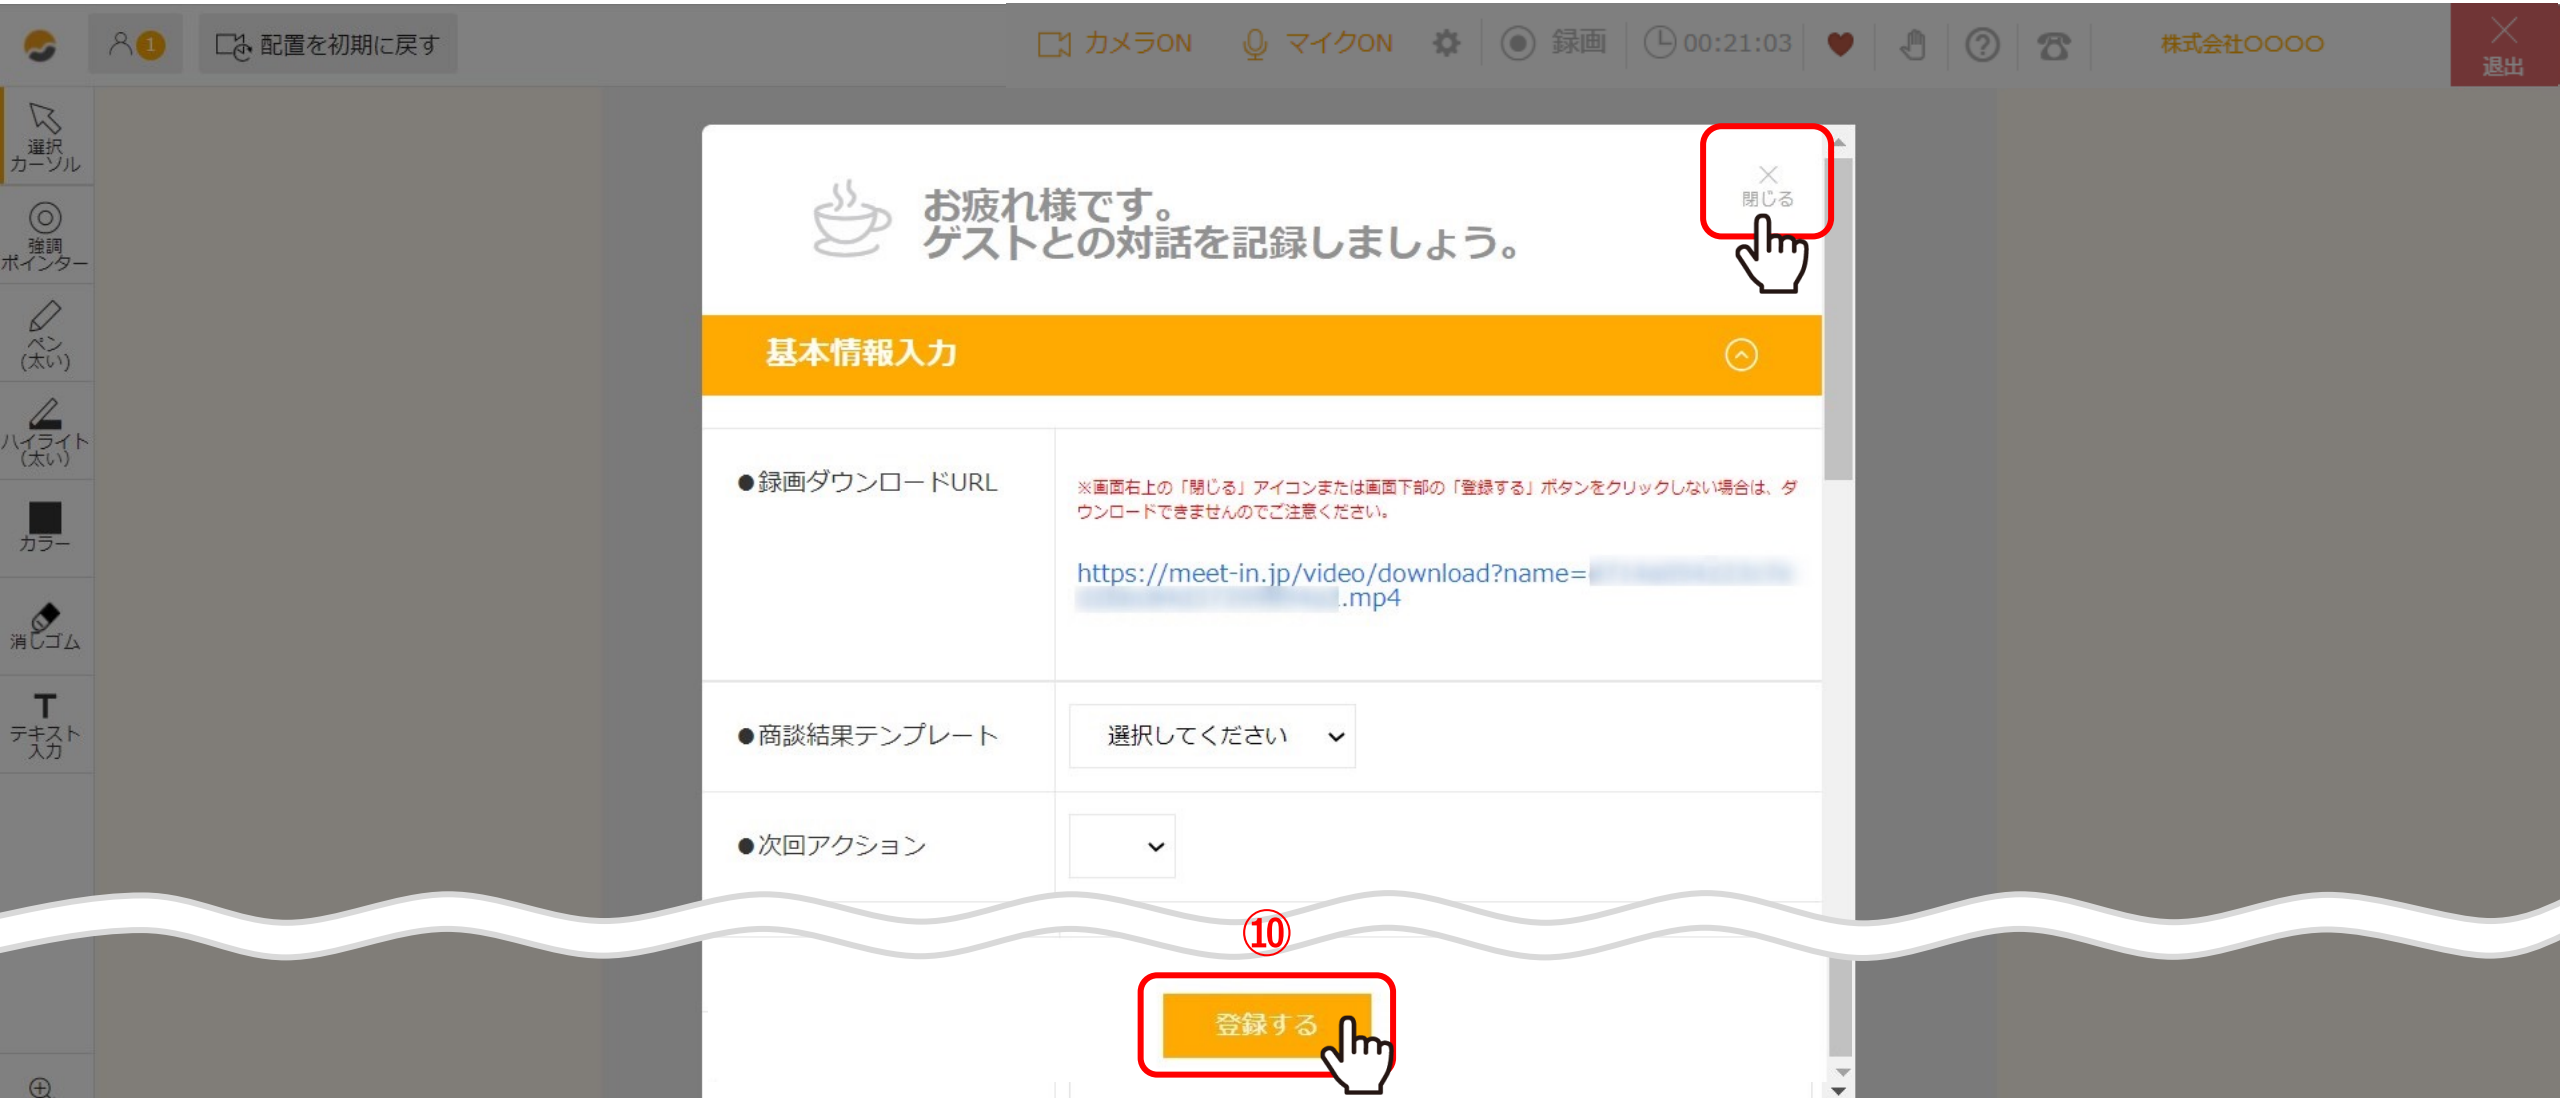 1
配置を初期に戻す
カメラON
マイクON
録画
00:21:03
株式会社○○○○
退出
選択
カーソル
強調
ポインター
ペン
(太い)
ハイライト
(太い)
カラー
消しゴム
T
テキスト
入力
閉じる
お疲れ様です。
ゲストとの対話を記録しましょう。
基本情報入力
●録画ダウンロードURL
※画面右上の「閉じる」アイコンまたは画面下部の「登録する」ボタンをクリックしない場合は、ダ
ウンロードできませんのでご注意ください。
https://meet-in.jp/video/download?name=
.mp4
●商談結果テンプレート
選択してください
●次回アクション
⑩
登録する